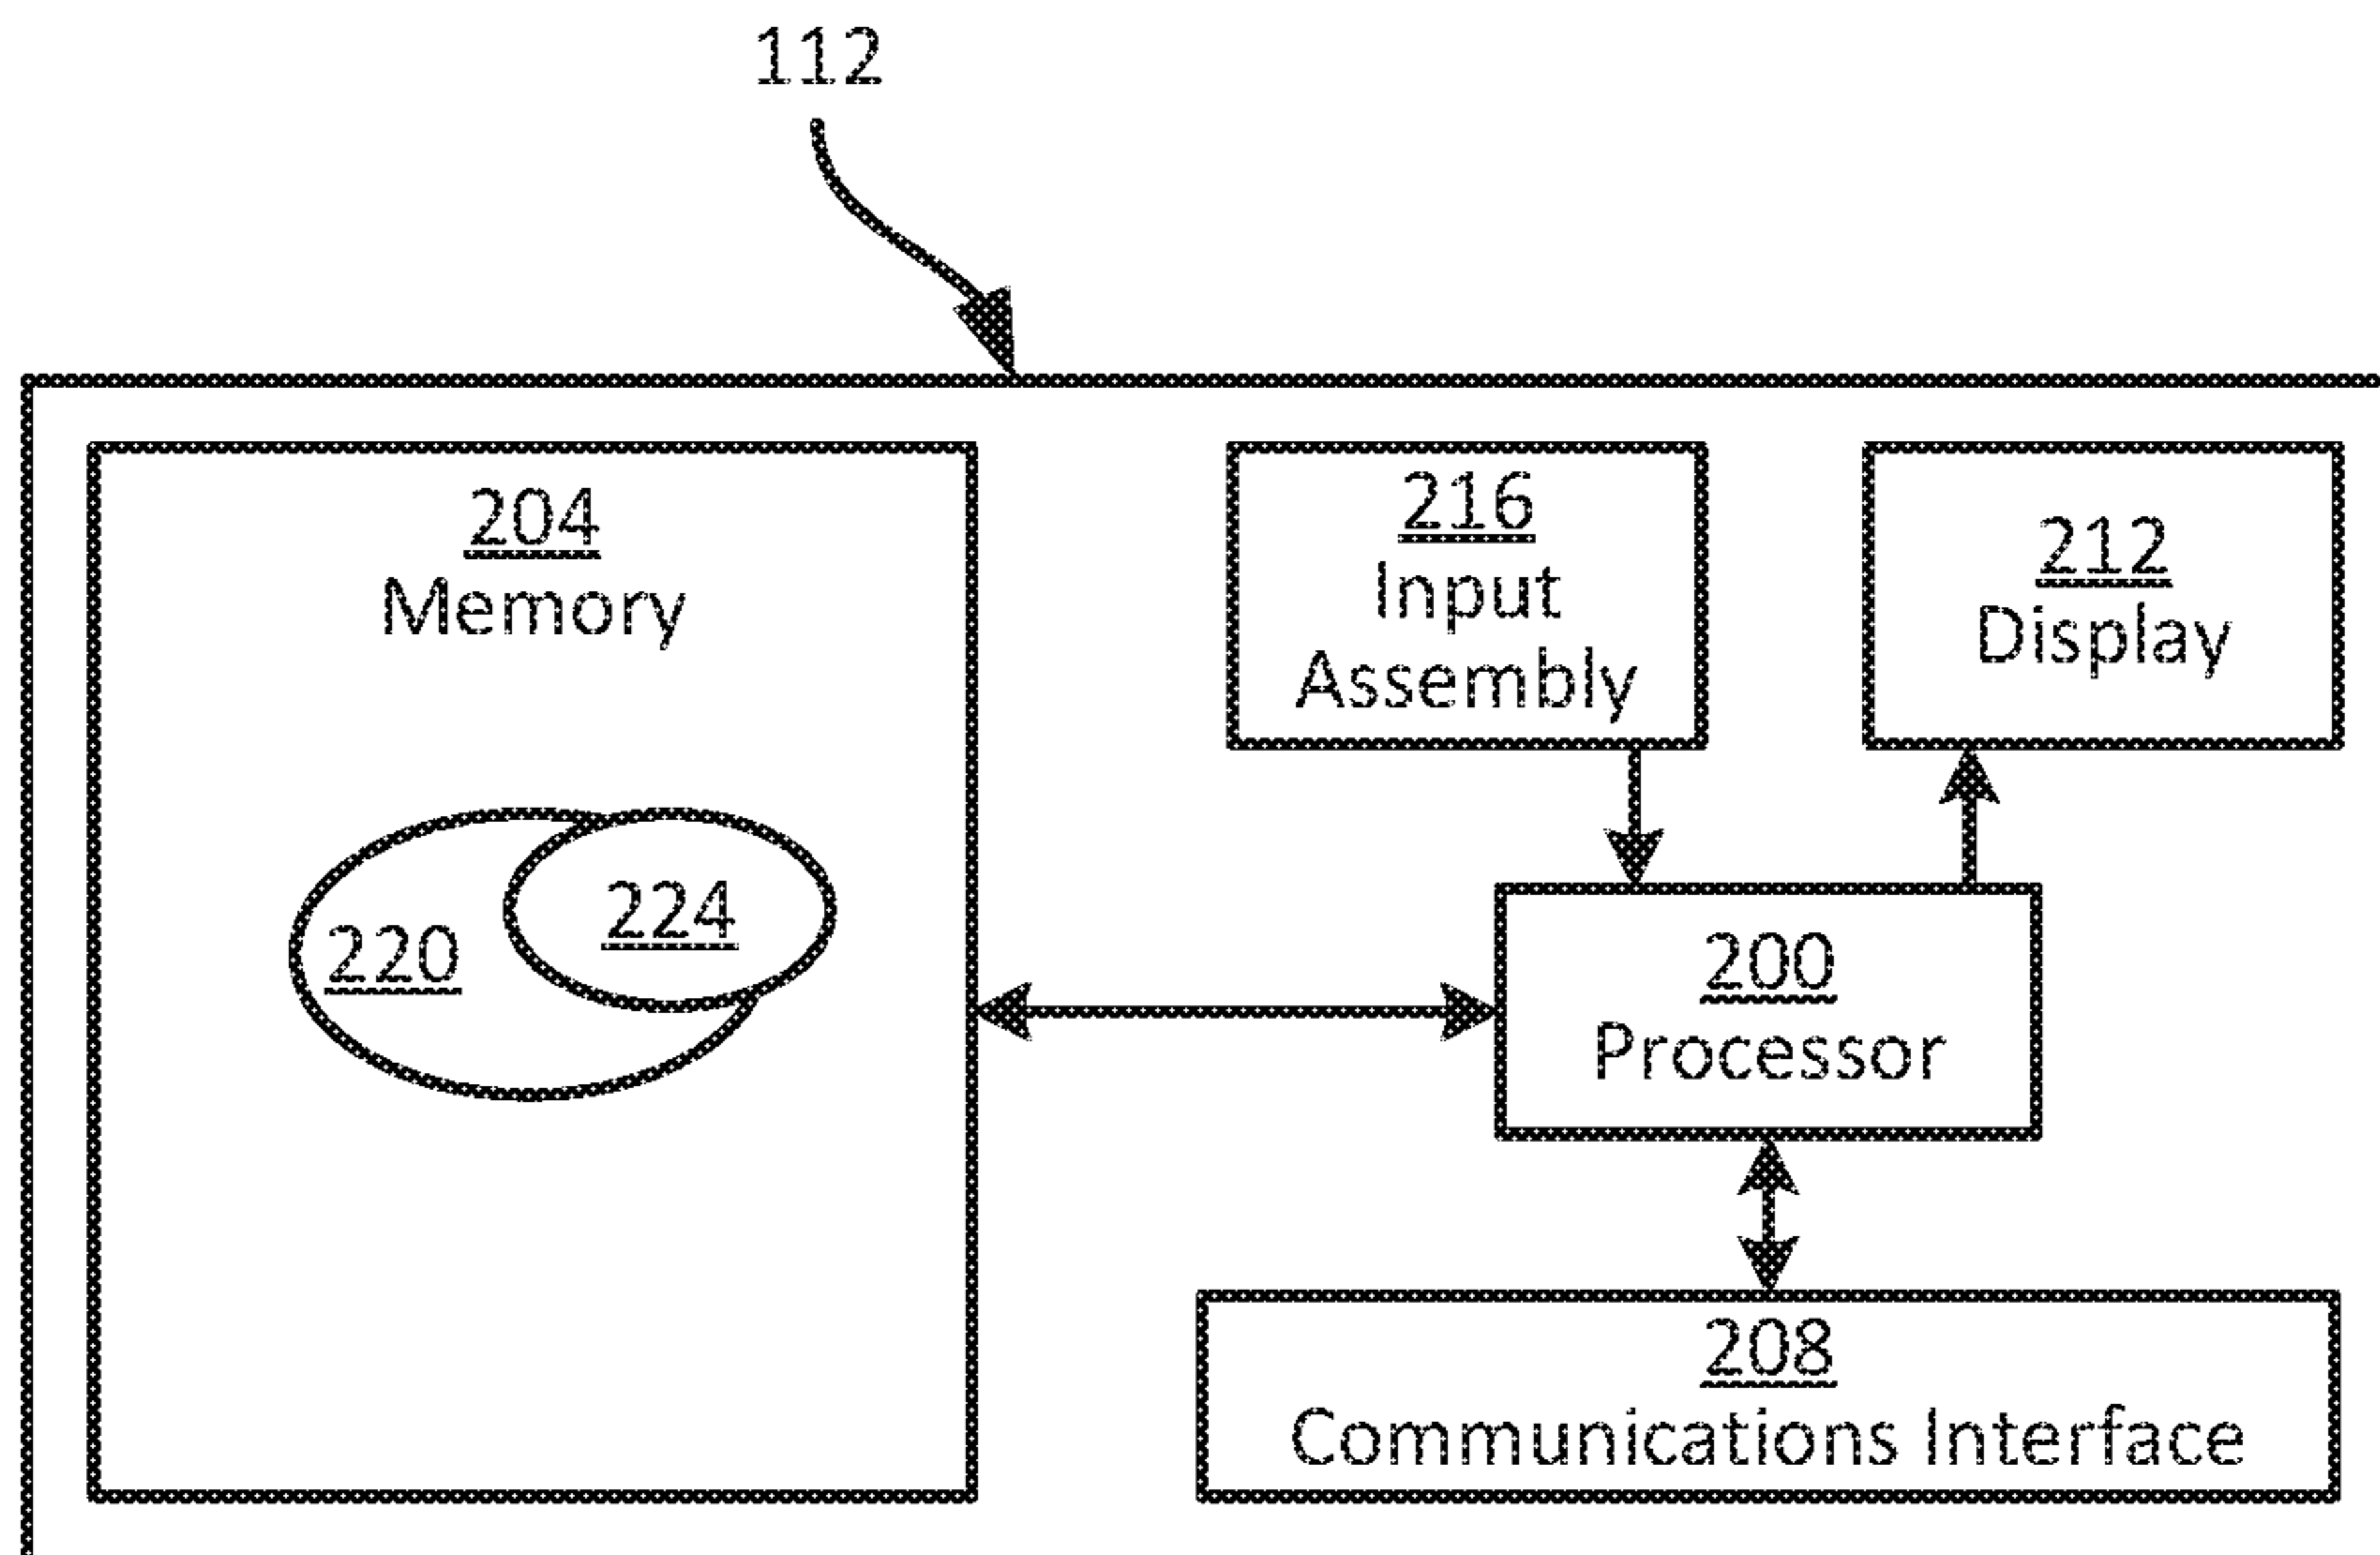 112
204
Memory
216
Input
Assembly
212
Display
224
220
200
Processor
208
Communications Interface